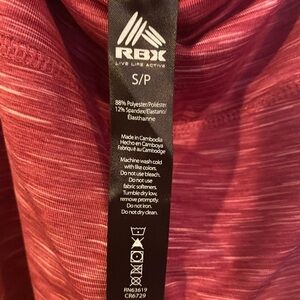 RBX
LIVE LIFE ACTIVE
S/P
88% Polyester/Poliéster
12% Spandex/Elastano/
Élasthanne
Made in Cambodia
Hecho en Camboya
Fabriqué au Cambodge
Machine wash cold
with like colors.
Do not use bleach.
Do not use
fabric softeners.
Tumble dry low,
remove promptly.
Do not iron.
Do not dry clean.
RN63619
CR6729